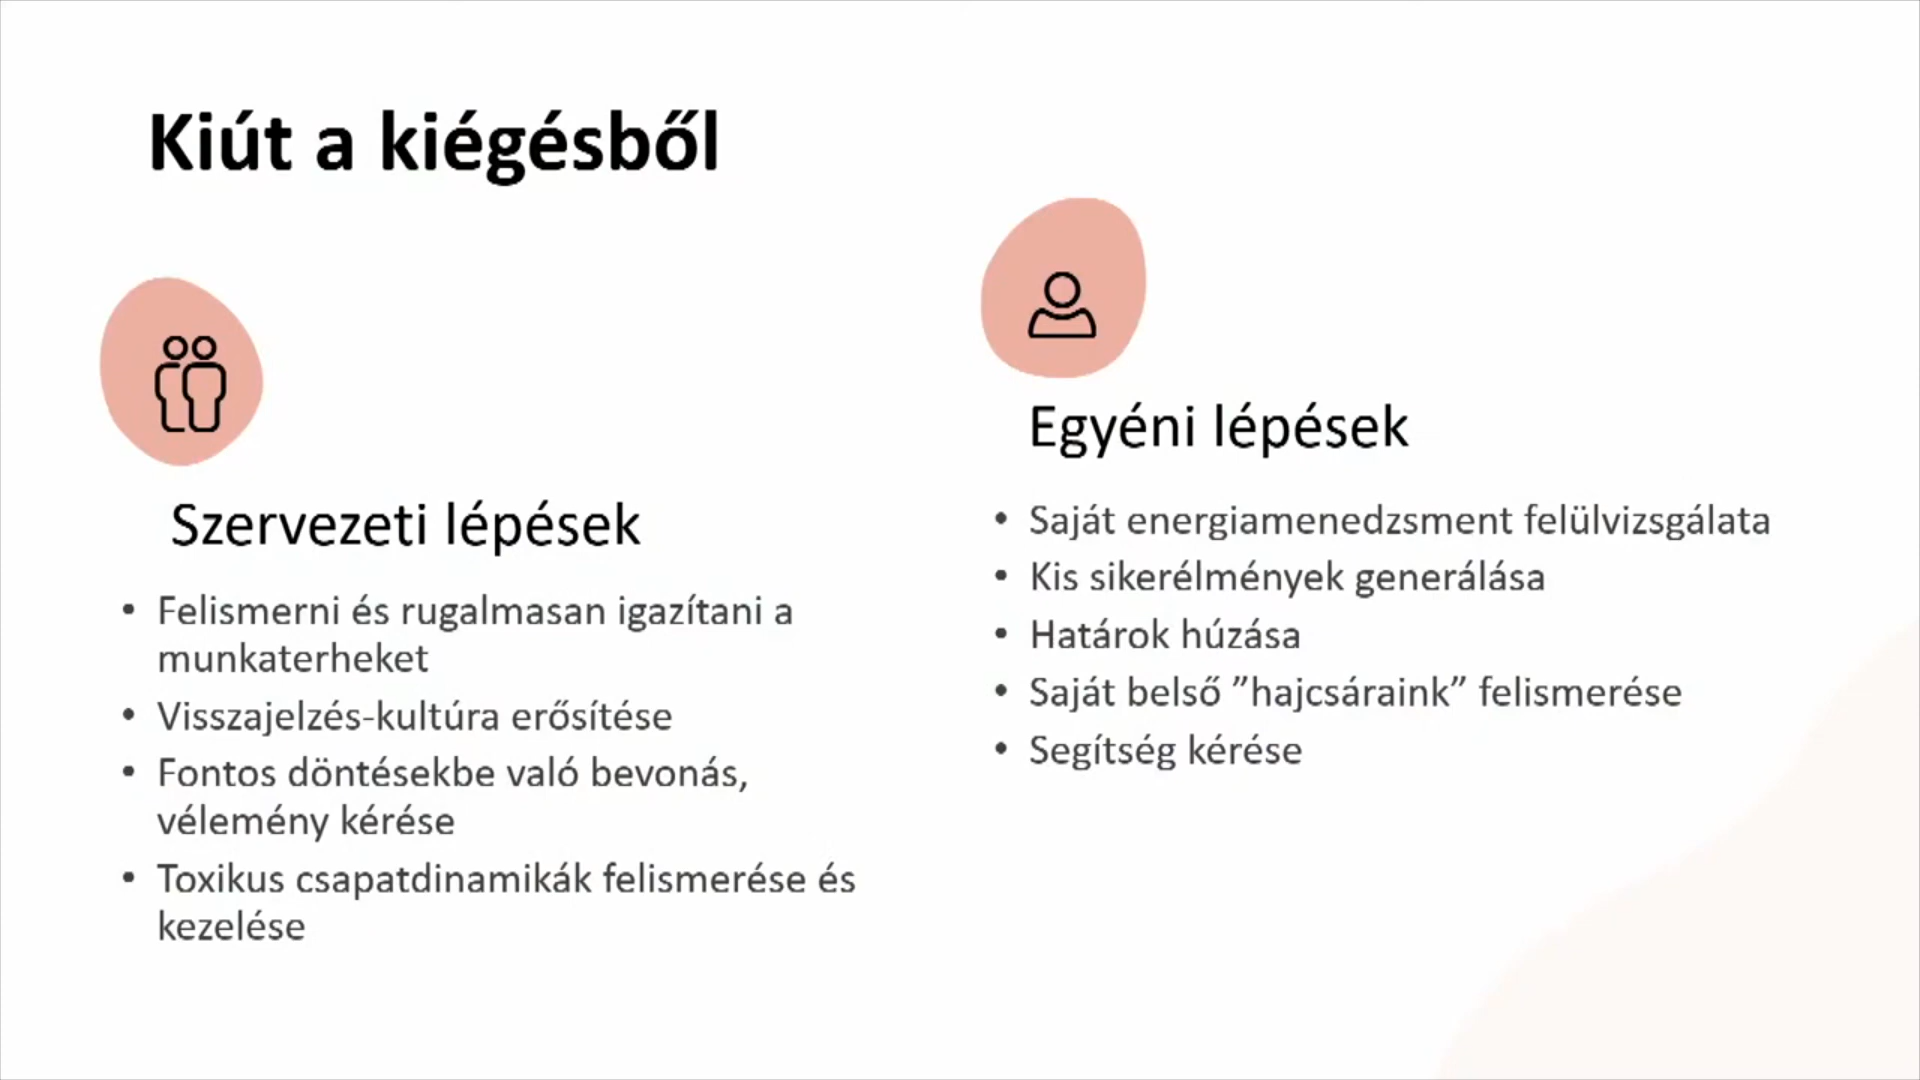 Kiút a kiégésből
Szervezeti lépések
• Felismerni és rugalmasan igazítani a
munkaterheket
• Visszajelzés-kultúra erősítése
• Fontos döntésekbe való bevonás,
vélemény kérése
• Toxikus csapatdinamikák felismerése és
kezelése
Egyéni lépések
• Saját energiamenedzsment felülvizsgálata
• Kis sikerélmények generálása
• Határok húzása
• Saját belső ”hajcsáraink” felismerése
• Segítség kérése